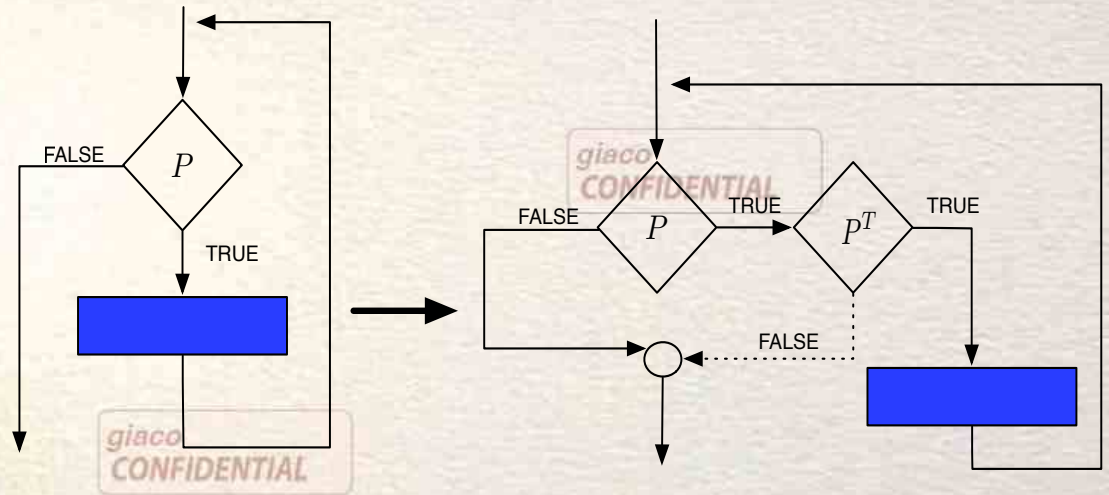 FALSE
P
TRUE
giaco
CONFIDENTIAL
giaco
CONFIDENTIAL
FALSE
P
TRUE
P^T
TRUE
FALSE